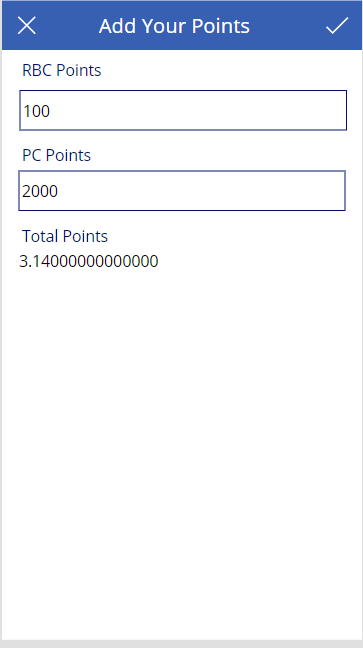 Add Your Points
RBC Points
100
PC Points
2000
Total Points
3.14000000000000